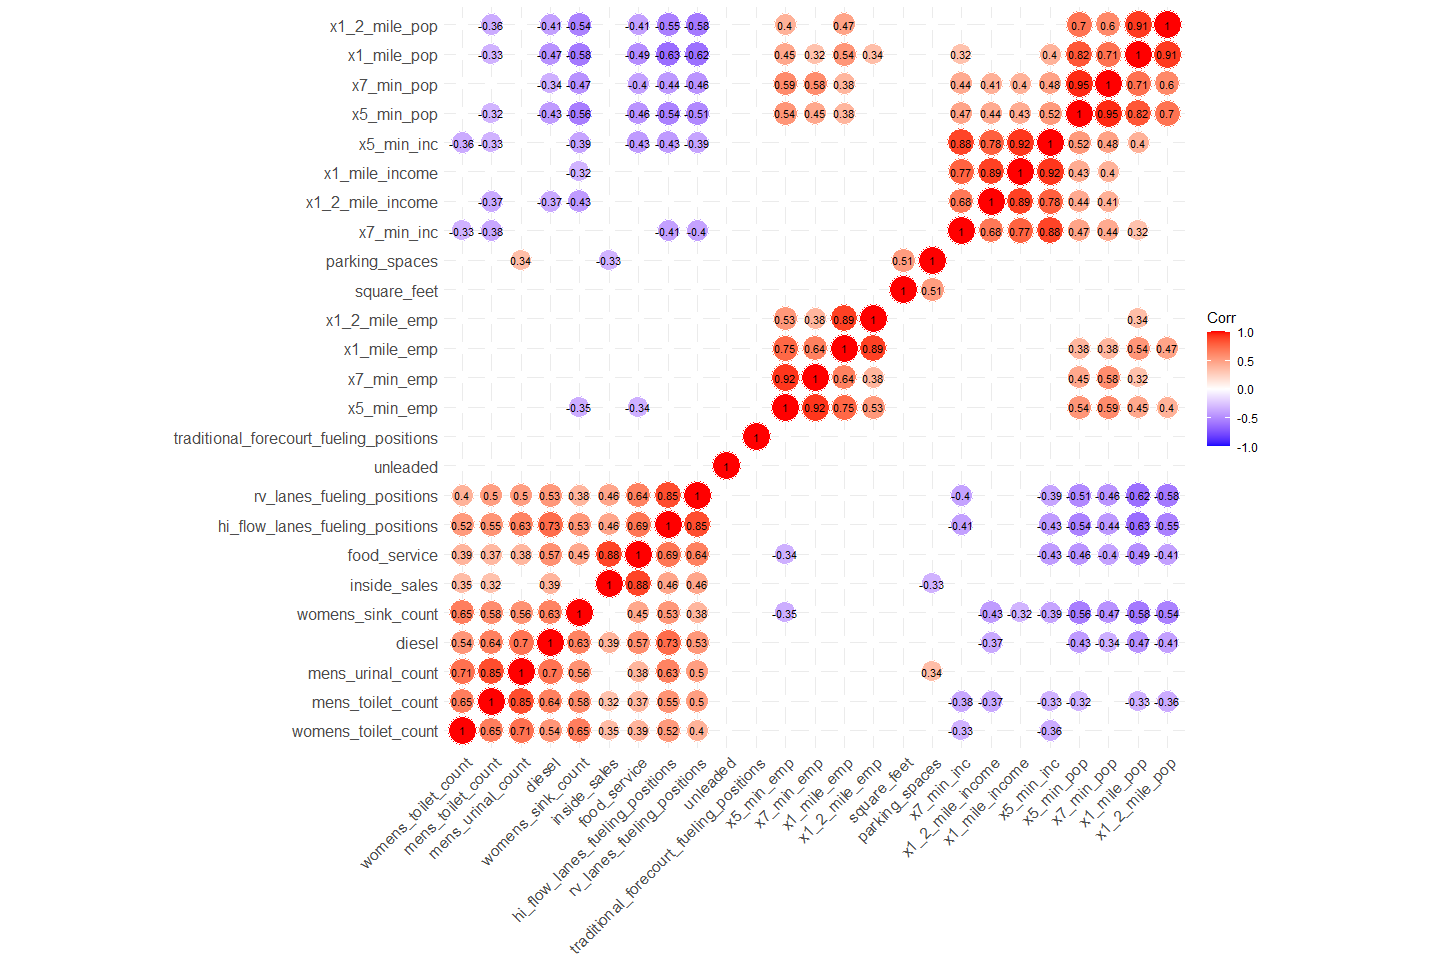 x1_2_mile_pop -0.36 -0.41 -0.54 -0.41 -0.55 -0.58 0.4 0.47 0.7 0.6 0.91 1
x1_mile_pop -0.33 -0.47 -0.58 -0.49 -0.63 -0.62 0.45 0.32 0.54 0.34 0.32 0.4 0.82 0.71 1 0.91
x7_min_pop -0.34 -0.47 -0.4 -0.44 -0.46 0.59 0.58 0.38 0.44 0.41 0.4 0.48 0.95 1 0.71 0.6
x5_min_pop -0.32 -0.43 -0.56 -0.46 -0.54 -0.51 0.54 0.45 0.38 0.47 0.44 0.43 0.52 1 0.95 0.82 0.7
x5_min_inc -0.36 -0.33 -0.39 -0.43 -0.43 -0.39 0.88 0.78 0.92 1 0.52 0.48 0.4
x1_mile_income -0.32 0.77 0.89 1 0.92 0.43 0.4
x1_2_mile_income -0.37 -0.37 -0.43 0.68 1 0.89 0.78 0.44 0.41
x7_min_inc -0.33 -0.38 -0.41 -0.4 1 0.68 0.77 0.88 0.47 0.44 0.32
parking_spaces 0.34 -0.33 0.51 1
square_feet 1 0.51
x1_2_mile_emp 0.53 0.38 0.89 1 0.34
x1_mile_emp 0.75 0.64 1 0.89 0.38 0.38 0.54 0.47
x7_min_emp 0.92 1 0.64 0.38 0.45 0.58 0.32
x5_min_emp -0.35 -0.34 1 0.92 0.75 0.53 0.54 0.59 0.45 0.4
traditional_forecourt_fueling_positions 1
unleaded 1
rv_lanes_fueling_positions 0.4 0.5 0.5 0.53 0.38 0.46 0.64 0.85 1 -0.4 -0.39 -0.51 -0.46 -0.62 -0.58
hi_flow_lanes_fueling_positions 0.52 0.55 0.63 0.73 0.53 0.46 0.69 1 0.85 -0.41 -0.43 -0.54 -0.44 -0.63 -0.55
food_service 0.39 0.37 0.38 0.57 0.45 0.88 1 0.69 0.64 -0.34 -0.43 -0.46 -0.4 -0.49 -0.41
inside_sales 0.35 0.32 0.39 1 0.88 0.46 0.46 -0.33
womens_sink_count 0.65 0.58 0.56 0.63 1 0.45 0.53 0.38 -0.35 -0.43 -0.32 -0.39 -0.56 -0.47 -0.58 -0.54
diesel 0.54 0.64 0.7 1 0.63 0.39 0.57 0.73 0.53 -0.37 -0.43 -0.34 -0.47 -0.41
mens_urinal_count 0.71 0.85 1 0.7 0.56 0.38 0.63 0.5 0.34
mens_toilet_count 0.65 1 0.85 0.64 0.58 0.32 0.37 0.55 0.5 -0.38 -0.37 -0.33 -0.32 -0.33 -0.36
womens_toilet_count 1 0.65 0.71 0.54 0.65 0.35 0.39 0.52 0.4 -0.33 -0.36
womens_toilet_count
mens_toilet_count
mens_urinal_count
diesel
womens_sink_count
inside_sales
food_service
hi_flow_lanes_fueling_positions
rv_lanes_fueling_positions
unleaded
traditional_forecourt_fueling_positions
x5_min_emp
x7_min_emp
x1_mile_emp
x1_2_mile_emp
square_feet
parking_spaces
x7_min_inc
x1_2_mile_income
x1_mile_income
x5_min_inc
x5_min_pop
x7_min_pop
x1_mile_pop
x1_2_mile_pop
Corr
1.0
0.5
0.0
-0.5
-1.0